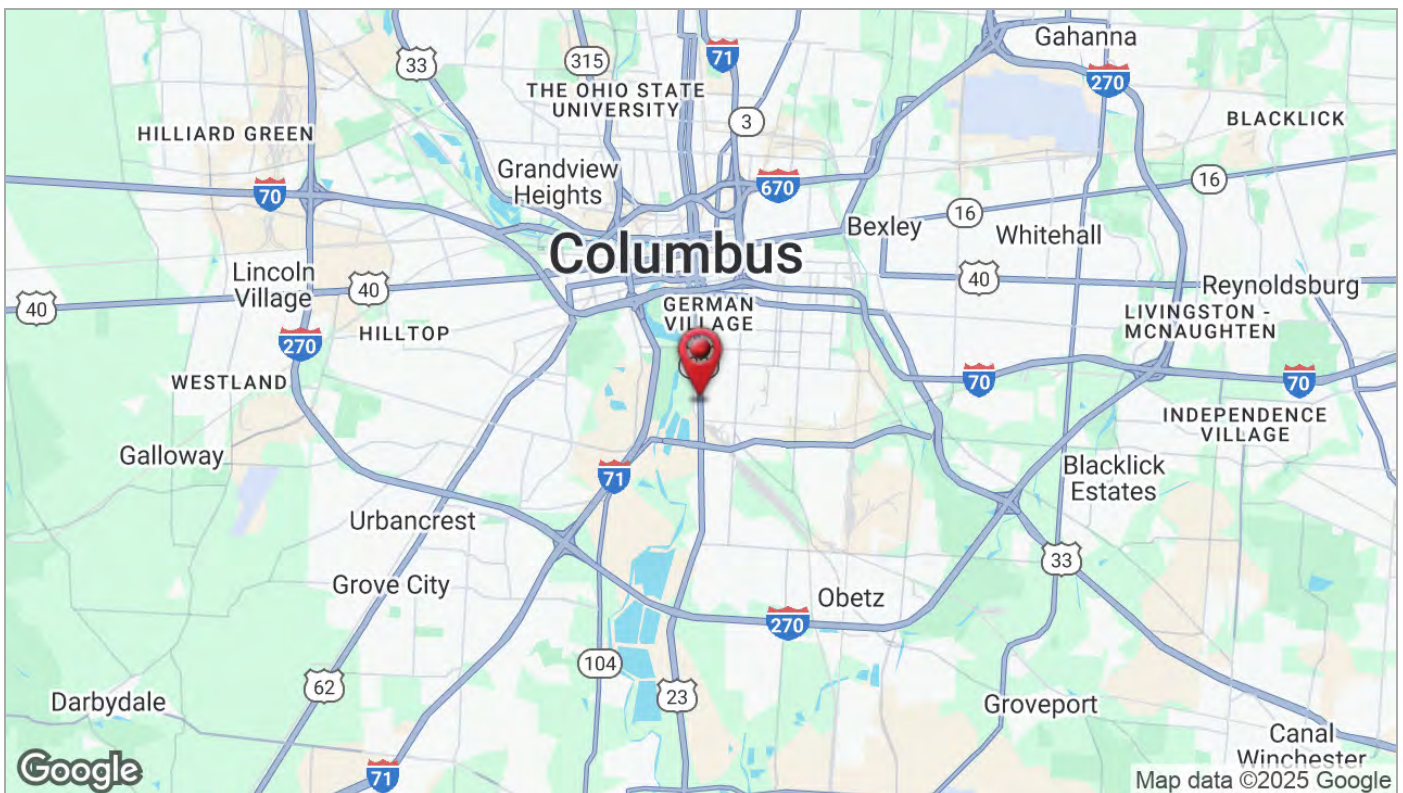 Gahanna
71
33
315
270
THE OHIO STATE
UNIVERSITY
3
BLACKLICK
HILLIARD GREEN
Grandview
Heights
70
670
16
16
Bexley
Whitehall
Columbus
Lincoln
Village
40
40
40
Reynoldsburg
GERMAN
VILLAGE
LIVINGSTON -
MCNAUGHTEN
HILLTOP
270
WESTLAND
70
70
INDEPENDENCE
VILLAGE
Galloway
71
Blacklick
Estates
Urbancrest
33
Grove City
Obetz
270
104
62
23
Darbydale
Groveport
Canal
Winchester
71
Google
Map data ©2025 Google